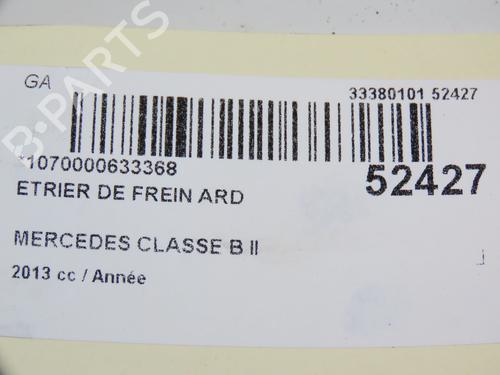 GA
33380101 52427
*1070000633368
52427
ETRIER DE FREIN ARD
MERCEDES CLASSE B II
2013 cc / Année
B-PARTS